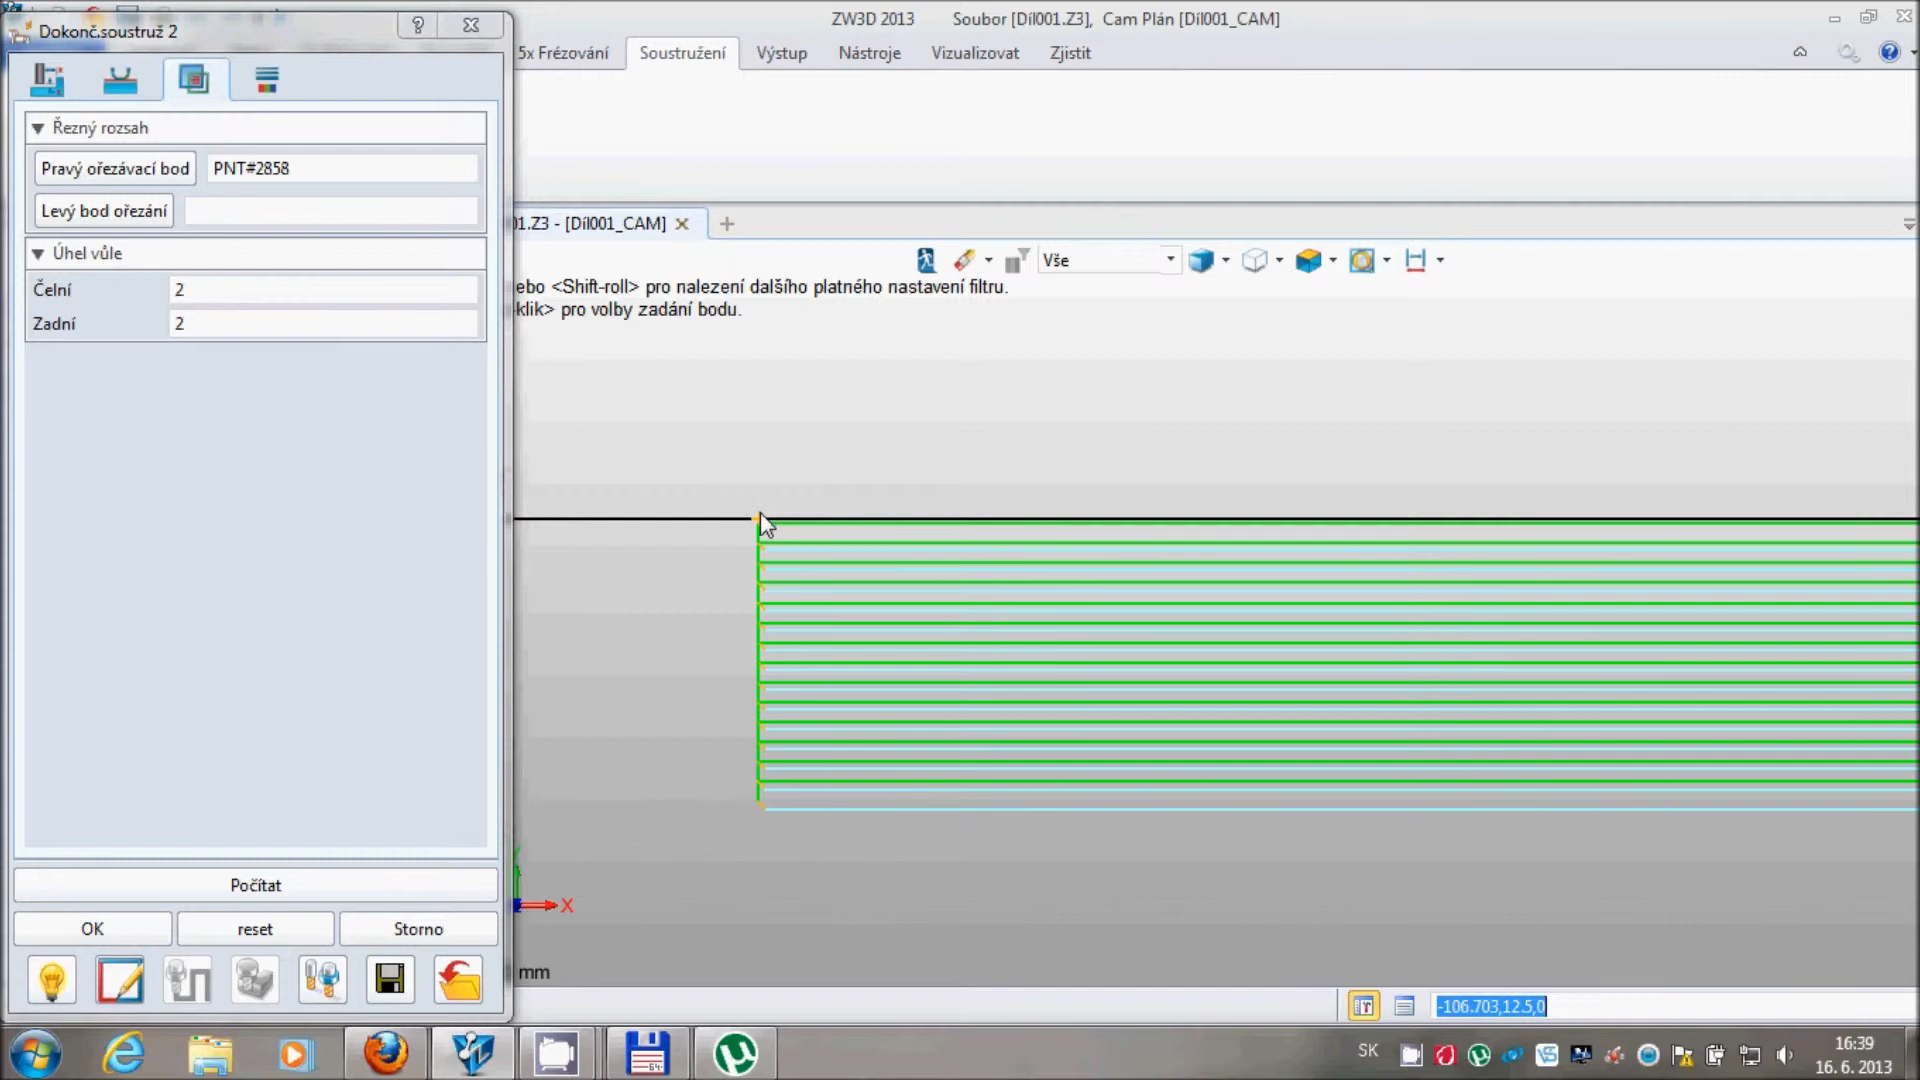 Dokonč.soustruž 2
ZW3D 2013 Soubor [Díl001.Z3], Cam Plán [Díl001_CAM]
5x Frézování Soustružení Výstup Nástroje Vizualizovat Zjistit
Řezný rozsah
Pravý ořezávací bod PNT#2858
Levý bod ořezání
01.Z3 - [Díl001_CAM]
Úhel vůle
Vše
ebo <Shift-roll> pro nalezení dalšího platného nastavení filtru.
Čelní 2
klik> pro volby zadání bodu.
Zadní 2
Počítat
X
OK reset Storno
mm
-106.703,12.5,0
SK
64
16:39
16. 6. 2013